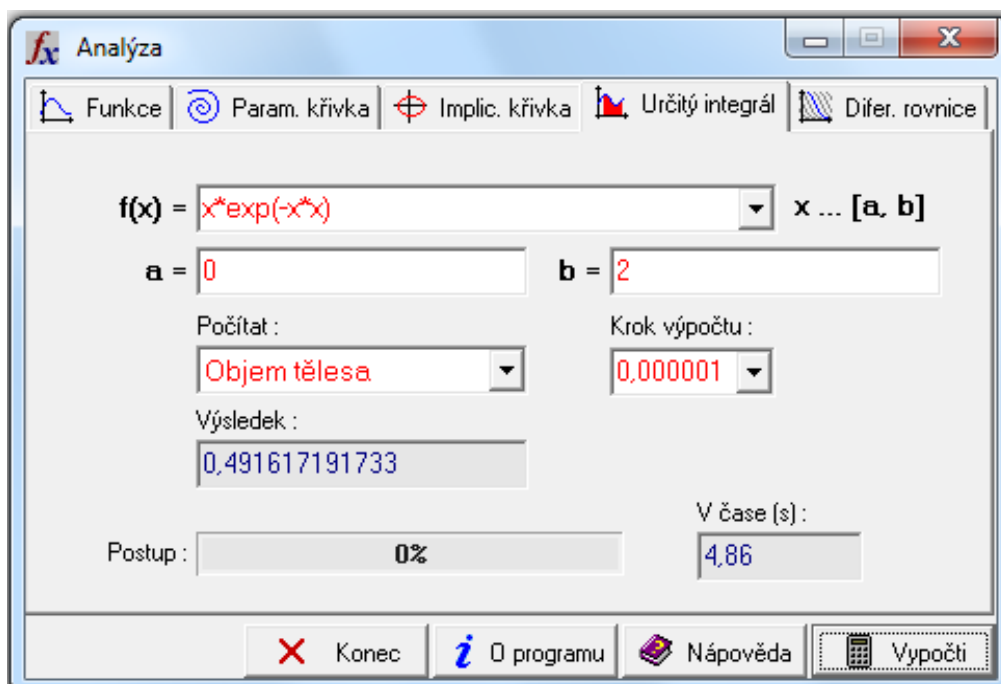 fx Analýza
Funkce Param. křivka Implic. křivka Určitý integrál Difer. rovnice
f(x) = x*exp(-x*x) x ... [a, b]
a = 0 b = 2
Počítat : Krok výpočtu :
Objem tělesa 0,000001
Výsledek :
0,491617191733
V čase (s) :
Postup : 0% 4,86
Konec O programu Nápověda Vypočti